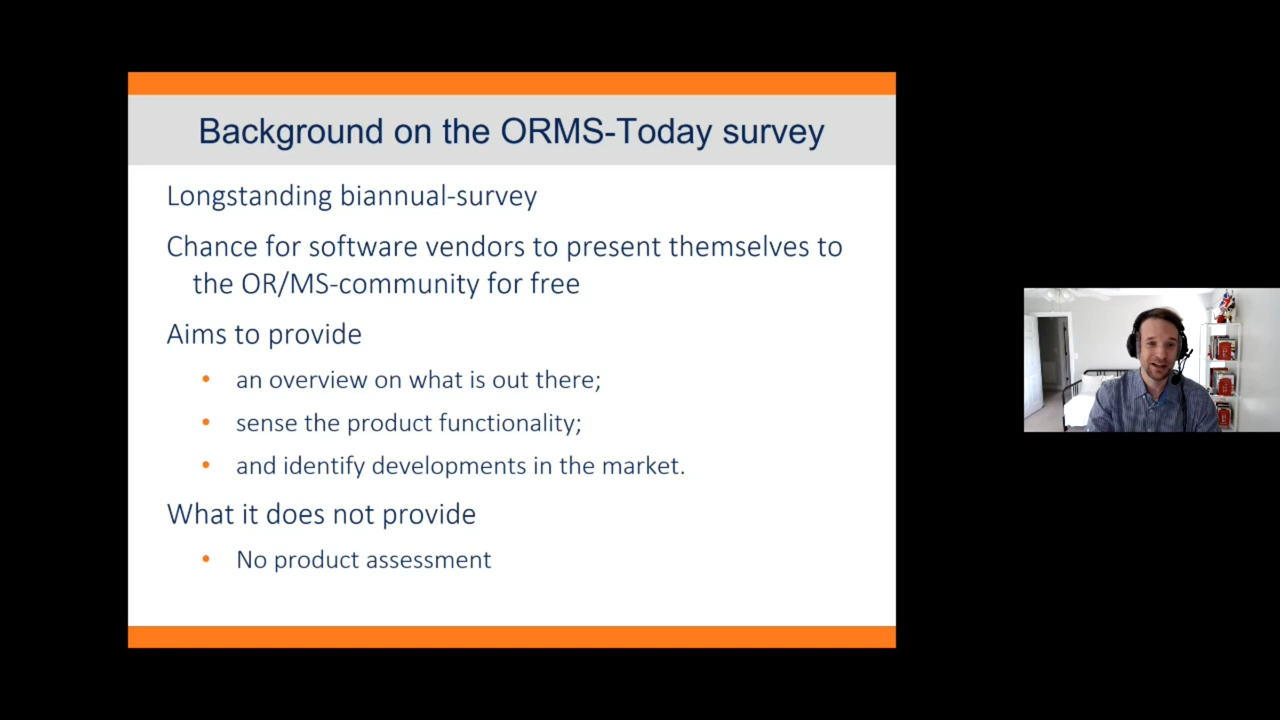 Background on the ORMS-Today survey
Longstanding biannual-survey
Chance for software vendors to present themselves to
the OR/MS-community for free
Aims to provide
• an overview on what is out there;
• sense the product functionality;
• and identify developments in the market.
What it does not provide
• No product assessment